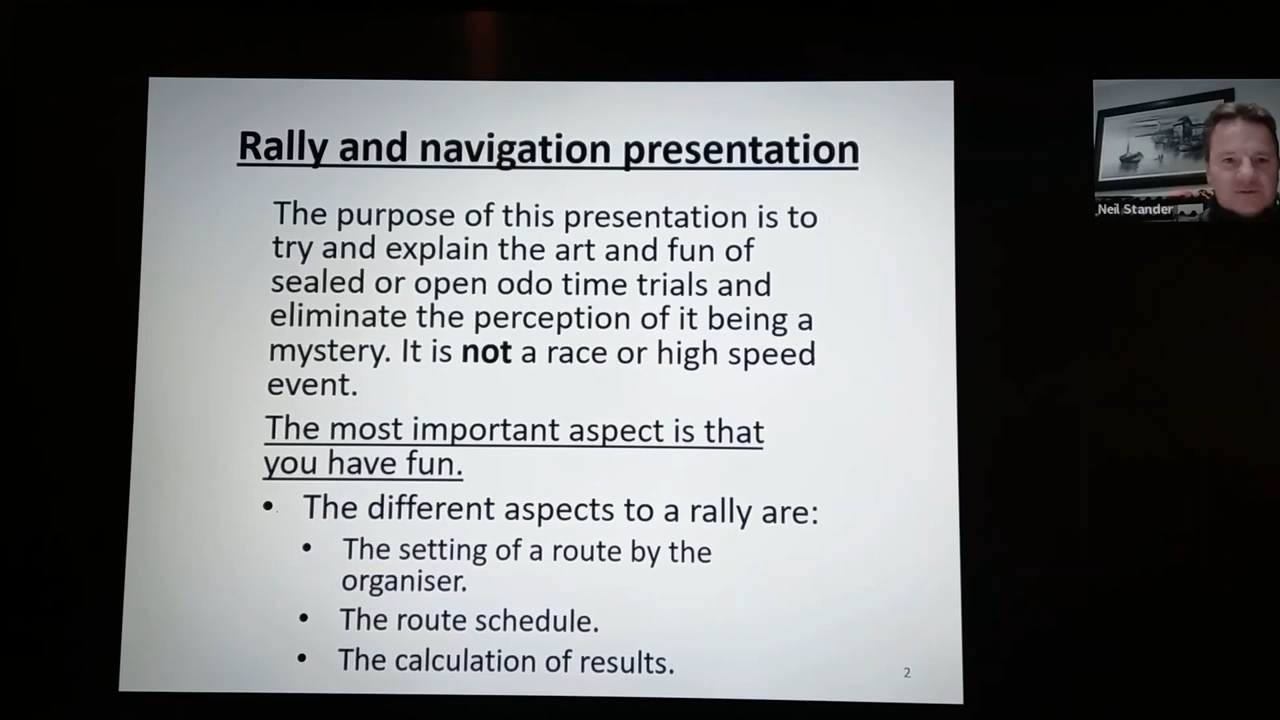 Rally and navigation presentation
The purpose of this presentation is to
try and explain the art and fun of
sealed or open odo time trials and
eliminate the perception of it being a
mystery. It is not a race or high speed
event.
The most important aspect is that
you have fun.
• The different aspects to a rally are:
• The setting of a route by the
organiser.
• The route schedule.
• The calculation of results.
2
Neil Stander